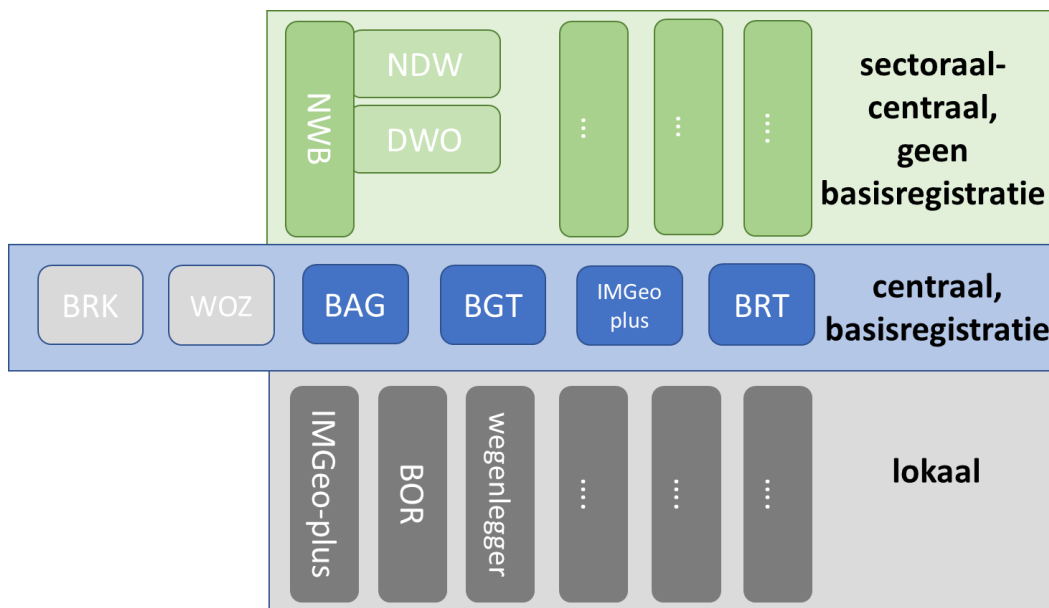 NWB
NDW
DWO
...
...
....
sectoraal-
centraal,
geen
basisregistratie
BRK
WOZ
BAG
BGT
IMGeo
plus
BRT
centraal,
basisregistratie
IMGeo-plus
BOR
wegenlegger
....
....
....
lokaal